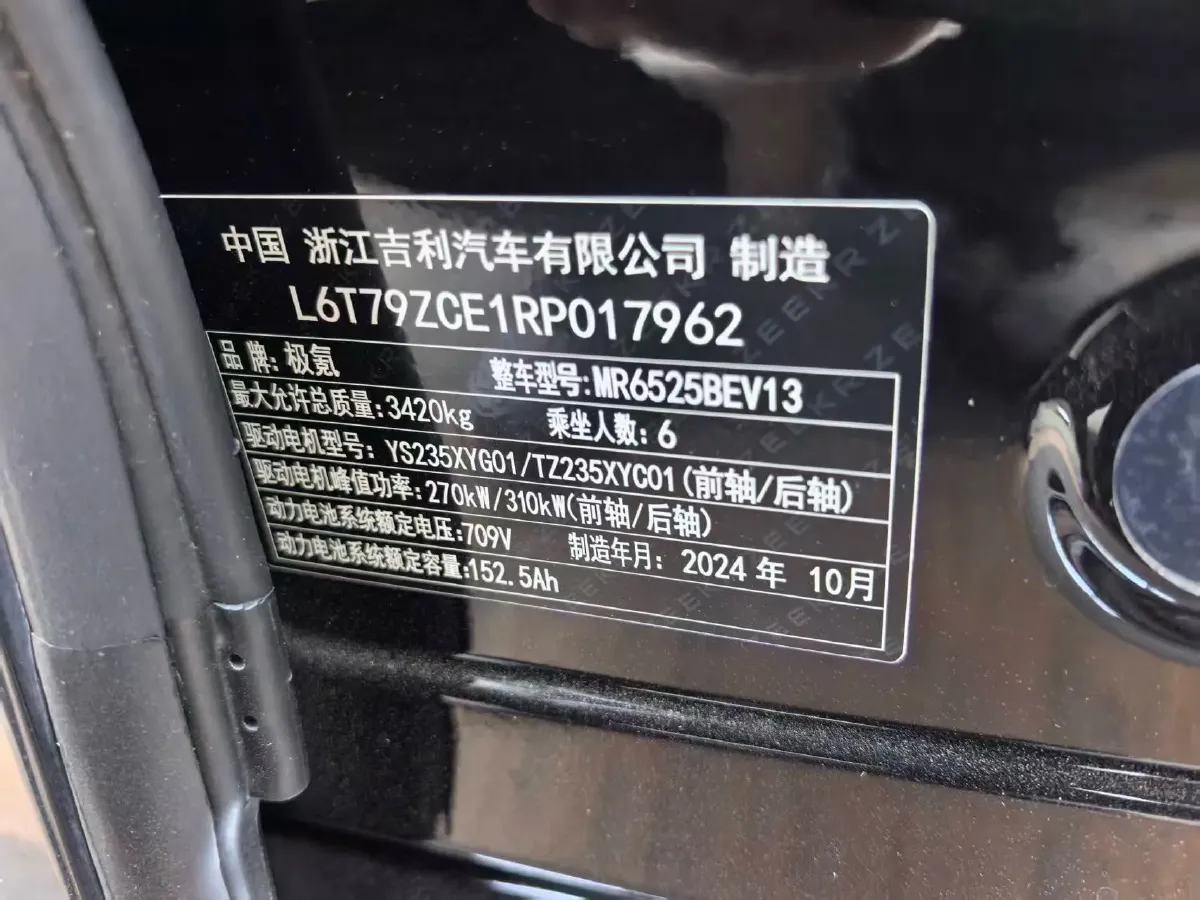 中国 浙江吉利汽车有限公司 制造
L6T79ZCE1RP017962
品牌:极氪 整车型号:MR6525BEV13
最大允许总质量:3420kg 乘坐人数:6
驱动电机型号: YS235XYG01/TZ235XYC01(前轴/后轴)
驱动电机峰值功率:270kW/310kW(前轴/后轴)
动力电池系统额定电压:709V 制造年月: 2024年 10月
动力电池系统额定容量:152.5Ah